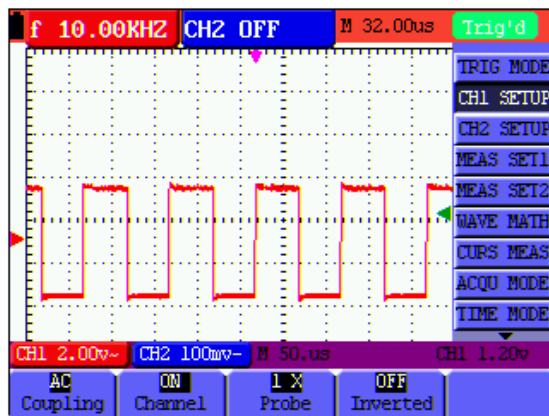 f 10.00KHZ CH2 OFF M 32.00us Trig'd
TRIG MODE
CH1 SETUP
CH2 SETUP
MEAS SET1
MEAS SET2
WAVE MATH
CURS MEAS
ACQU MODE
TIME MODE
CH1 2.00v~ CH2 100mv- M 50.us CH1 1.20v
AC ON 1 X OFF
Coupling Channel Probe Inverted